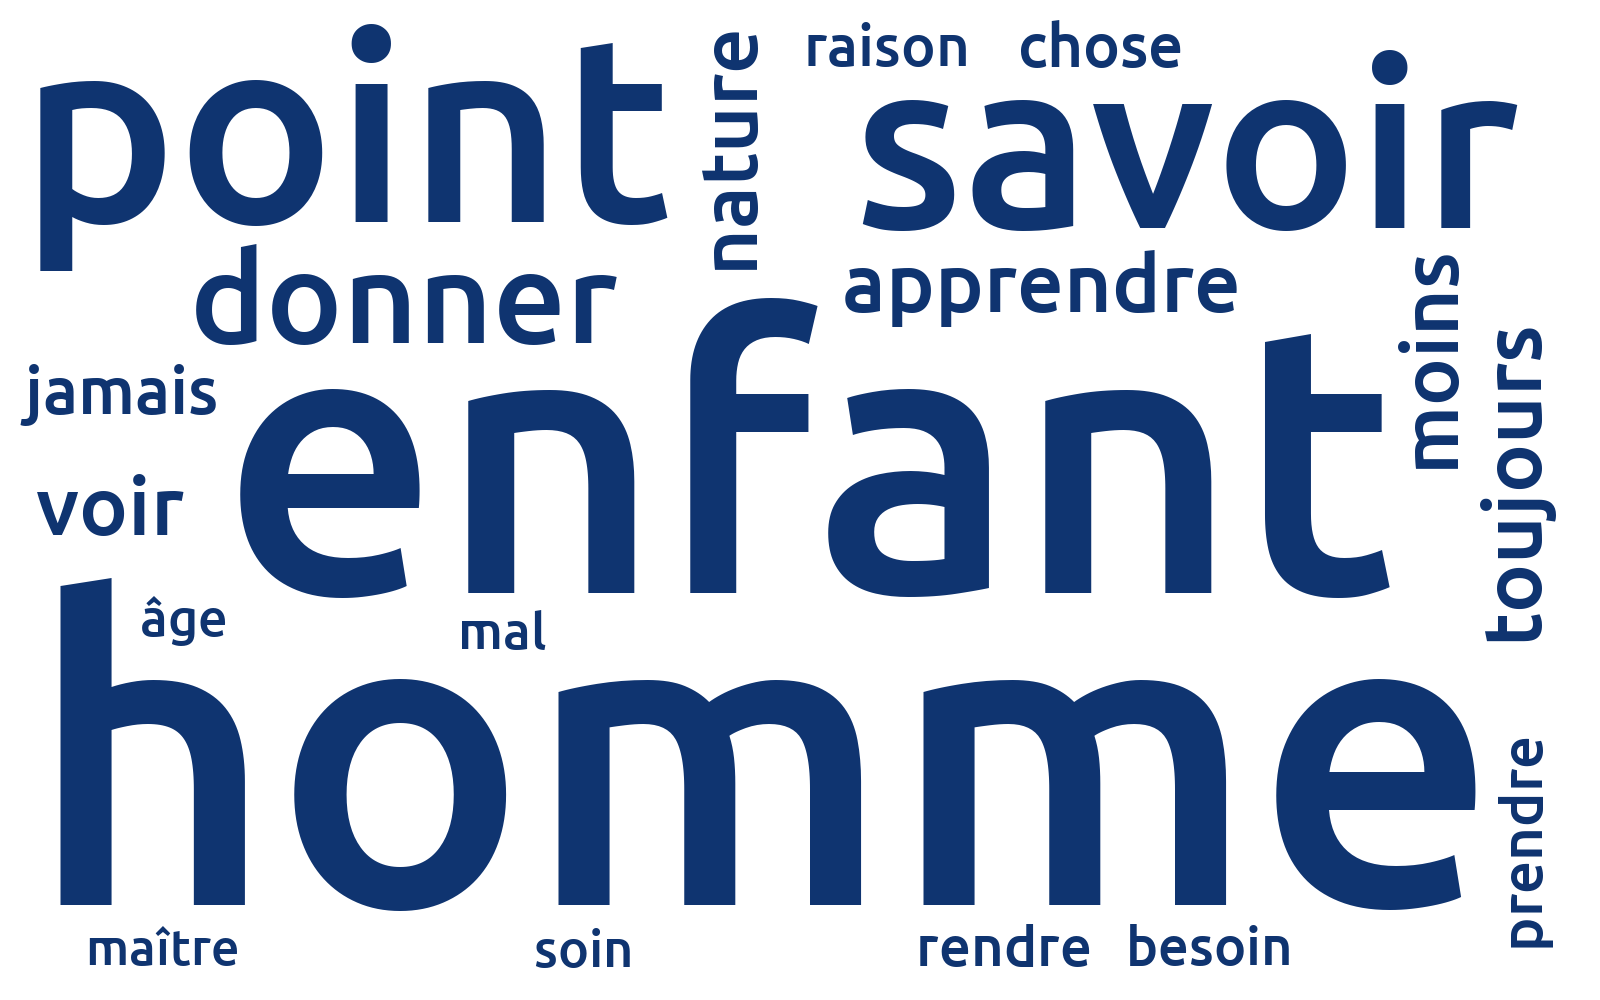 point
nature
raison
chose
savoir
donner
apprendre
jamais
enfant
moins
toujours
voir
âge
mal
homme
prendre
maître
soin
rendre
besoin